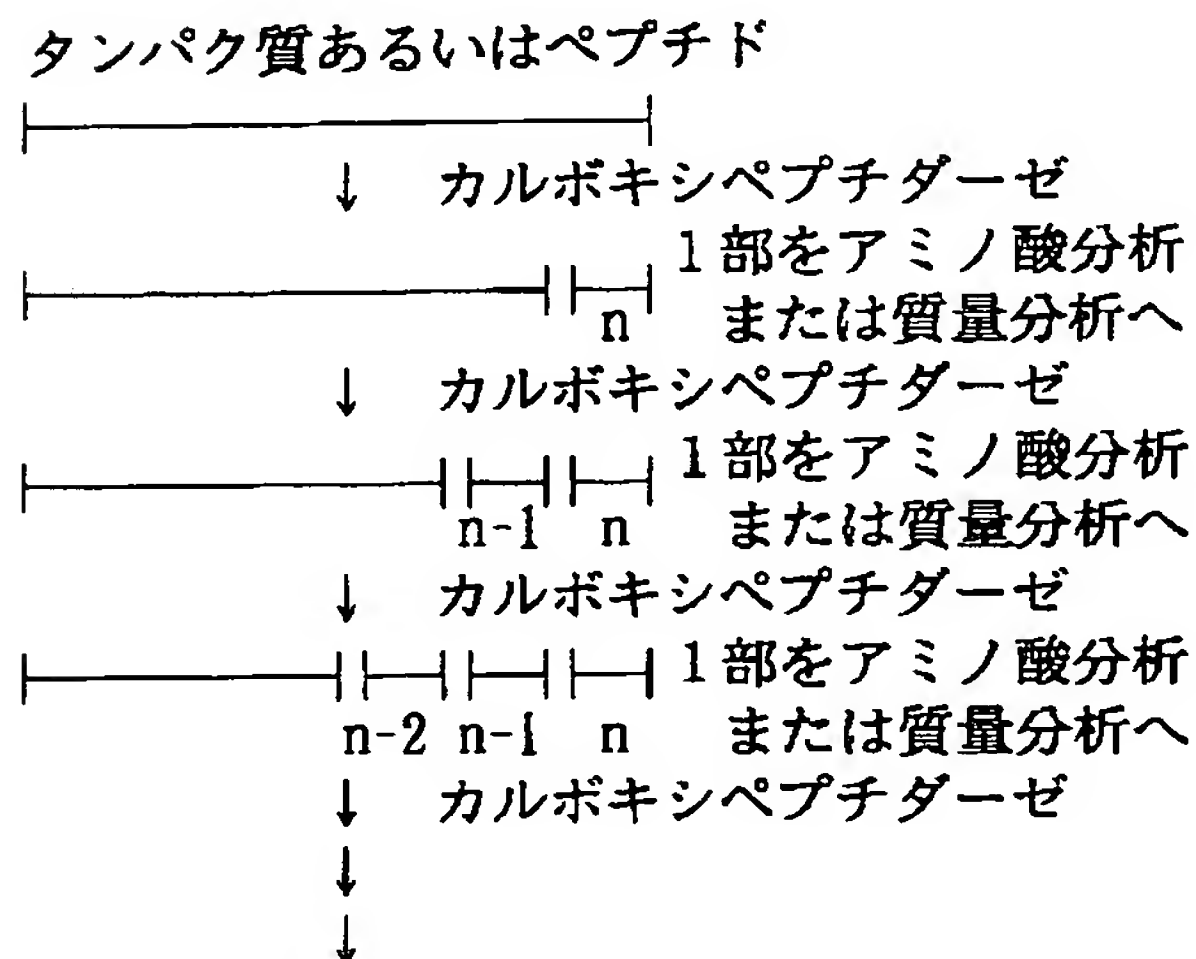 タンパク質あるいはペプチド
↓ カルボキシペプチダーゼ
1部をアミノ酸分析
n または質量分析へ
↓ カルボキシペプチダーゼ
1部をアミノ酸分析
n-1 n または質量分析へ
↓ カルボキシペプチダーゼ
1部をアミノ酸分析
n-2 n-1 n または質量分析へ
↓ カルボキシペプチダーゼ
↓
↓